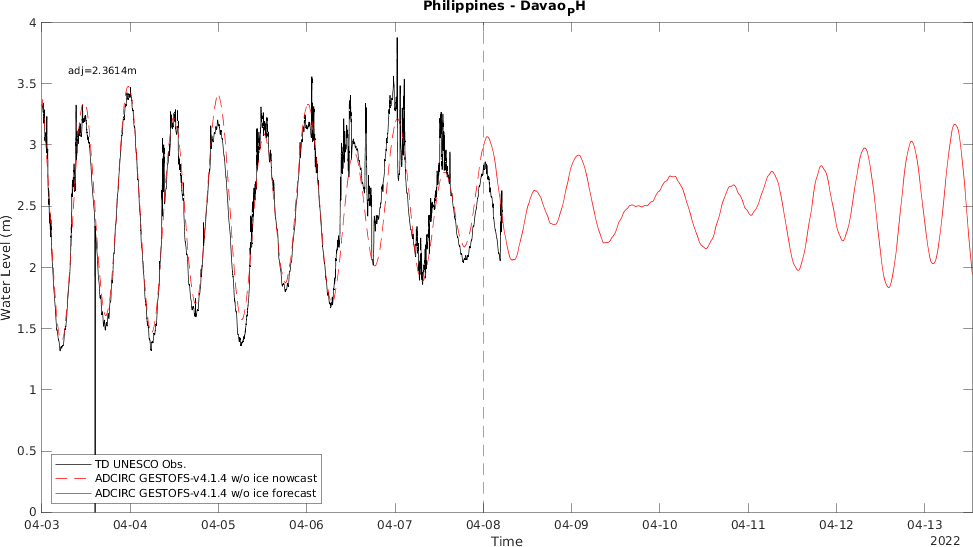 Philippines - DavaopH
4
adj=2.3614m
3.5
3
2.5
2
1.5
1
0.5
0
Water Level (m)
TD UNESCO Obs.
ADCIRC GESTOFS-v4.1.4 w/o ice nowcast
ADCIRC GESTOFS-v4.1.4 w/o ice forecast
04-03 04-04 04-05 04-06 04-07 04-08 04-09 04-10 04-11 04-12 04-13
Time
2022